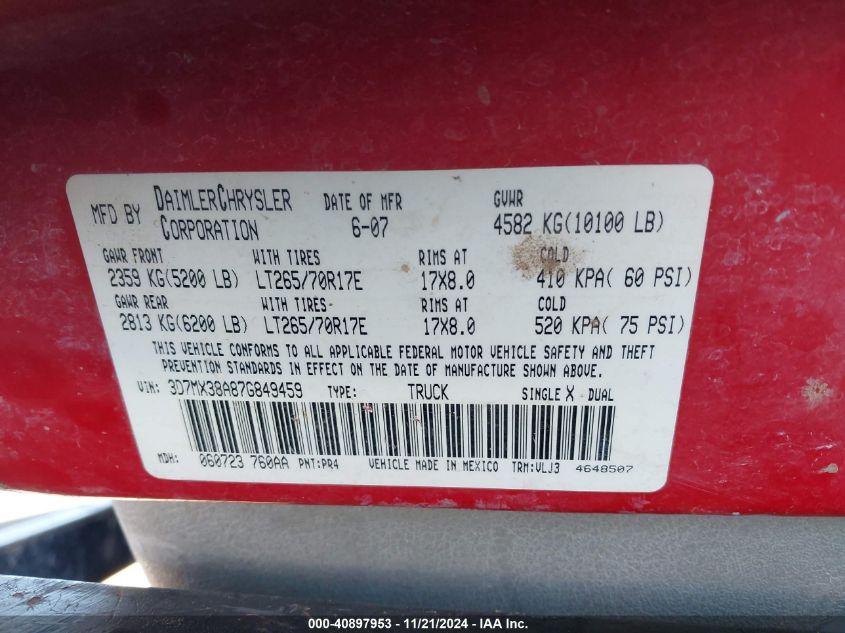 MFD BY DAIMLERCHRYSLER CORPORATION DATE OF MFR 6-07 GVWR 4582 KG(10100 LB)
GAWR FRONT WITH TIRES RIMS AT COLD
2359 KG(5200 LB) LT265/70R17E 17X8.0 410 KPA( 60 PSI)
GAWR REAR WITH TIRES RIMS AT COLD
2813 KG(6200 LB) LT265/70R17E 17X8.0 520 KPA( 75 PSI)
THIS VEHICLE CONFORMS TO ALL APPLICABLE FEDERAL MOTOR VEHICLE SAFETY AND THEFT
PREVENTION STANDARDS IN EFFECT ON THE DATE OF MANUFACTURE SHOWN ABOVE.
VIN: 3D7MX38A87G849459 TYPE: TRUCK SINGLE X DUAL
MDH: 060723 760AA PNT:PR4 VEHICLE MADE IN MEXICO TRM:VLJ3 4648507
000-40897953 - 11/21/2024 - IAA Inc.